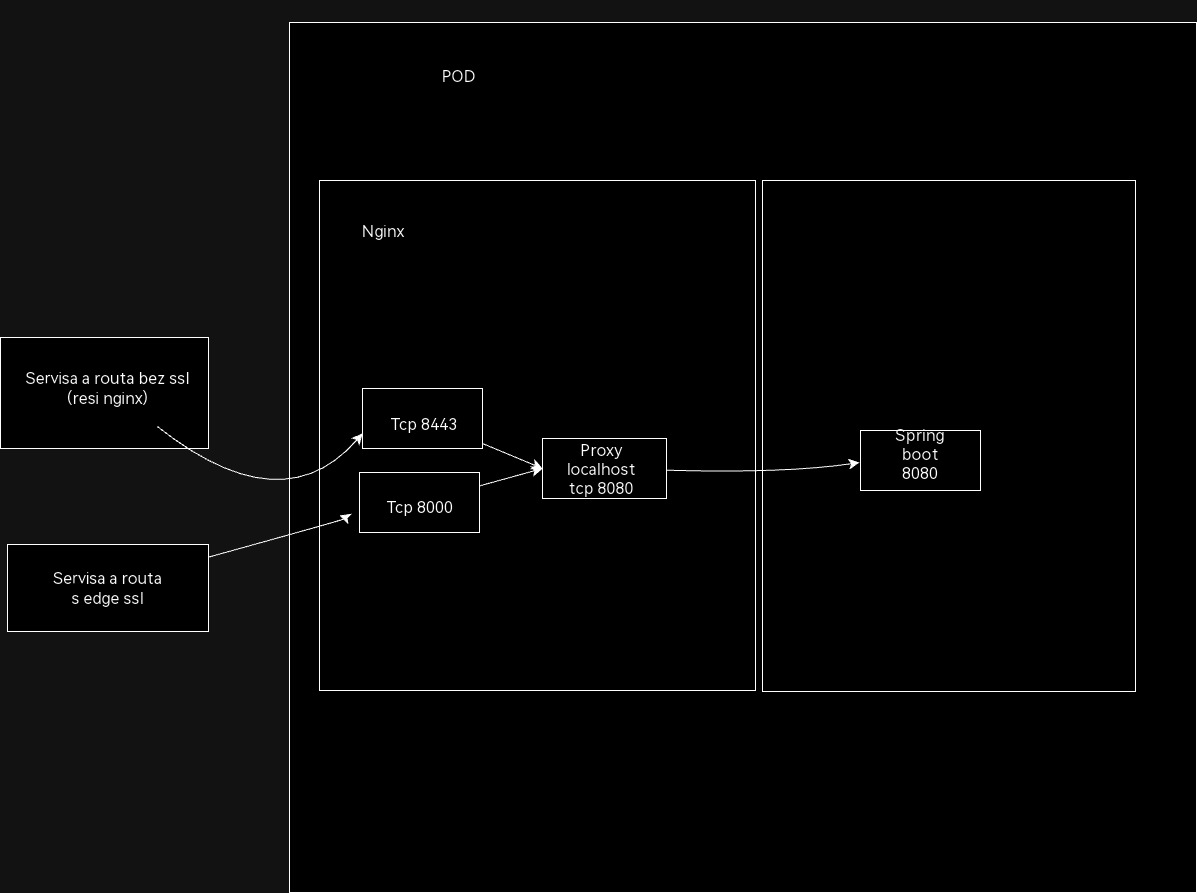 POD
Nginx
Servisa a routa bez ssl
(resi nginx)
Tcp 8443
Tcp 8000
Proxy
localhost
tcp 8080
Spring
boot
8080
Servisa a routa
s edge ssl